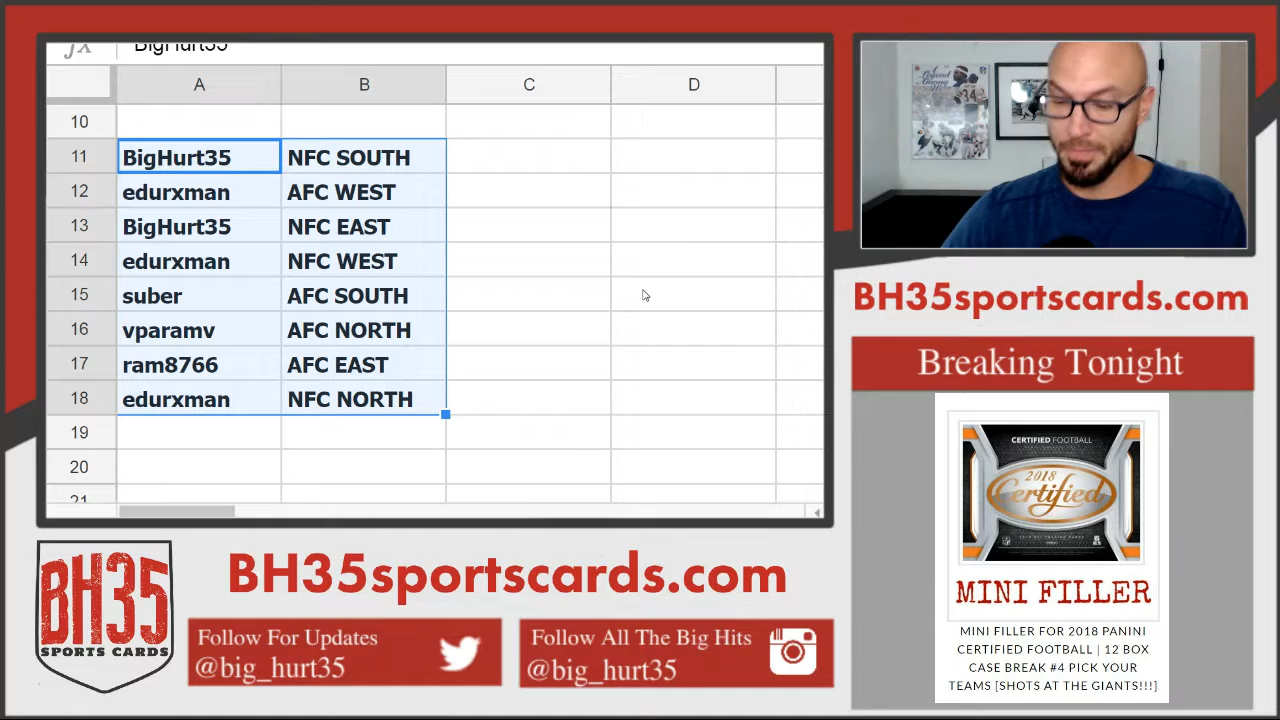 fx BigHurt35
A B C D
10
11 BigHurt35 NFC SOUTH
12 edurxman AFC WEST
13 BigHurt35 NFC EAST
14 edurxman NFC WEST
15 suber AFC SOUTH
16 vparamv AFC NORTH
17 ram8766 AFC EAST
18 edurxman NFC NORTH
19
20
21
34
BH35sportscards.com
Breaking Tonight
CERTIFIED FOOTBALL
2018
Certified
MINI FILLER
MINI FILLER FOR 2018 PANINI
CERTIFIED FOOTBALL | 12 BOX
CASE BREAK #4 PICK YOUR
TEAMS [SHOTS AT THE GIANTS!!!]
BH35
SPORTS CARDS
BH35sportscards.com
Follow For Updates
@big_hurt35
Follow All The Big Hits
@big_hurt35